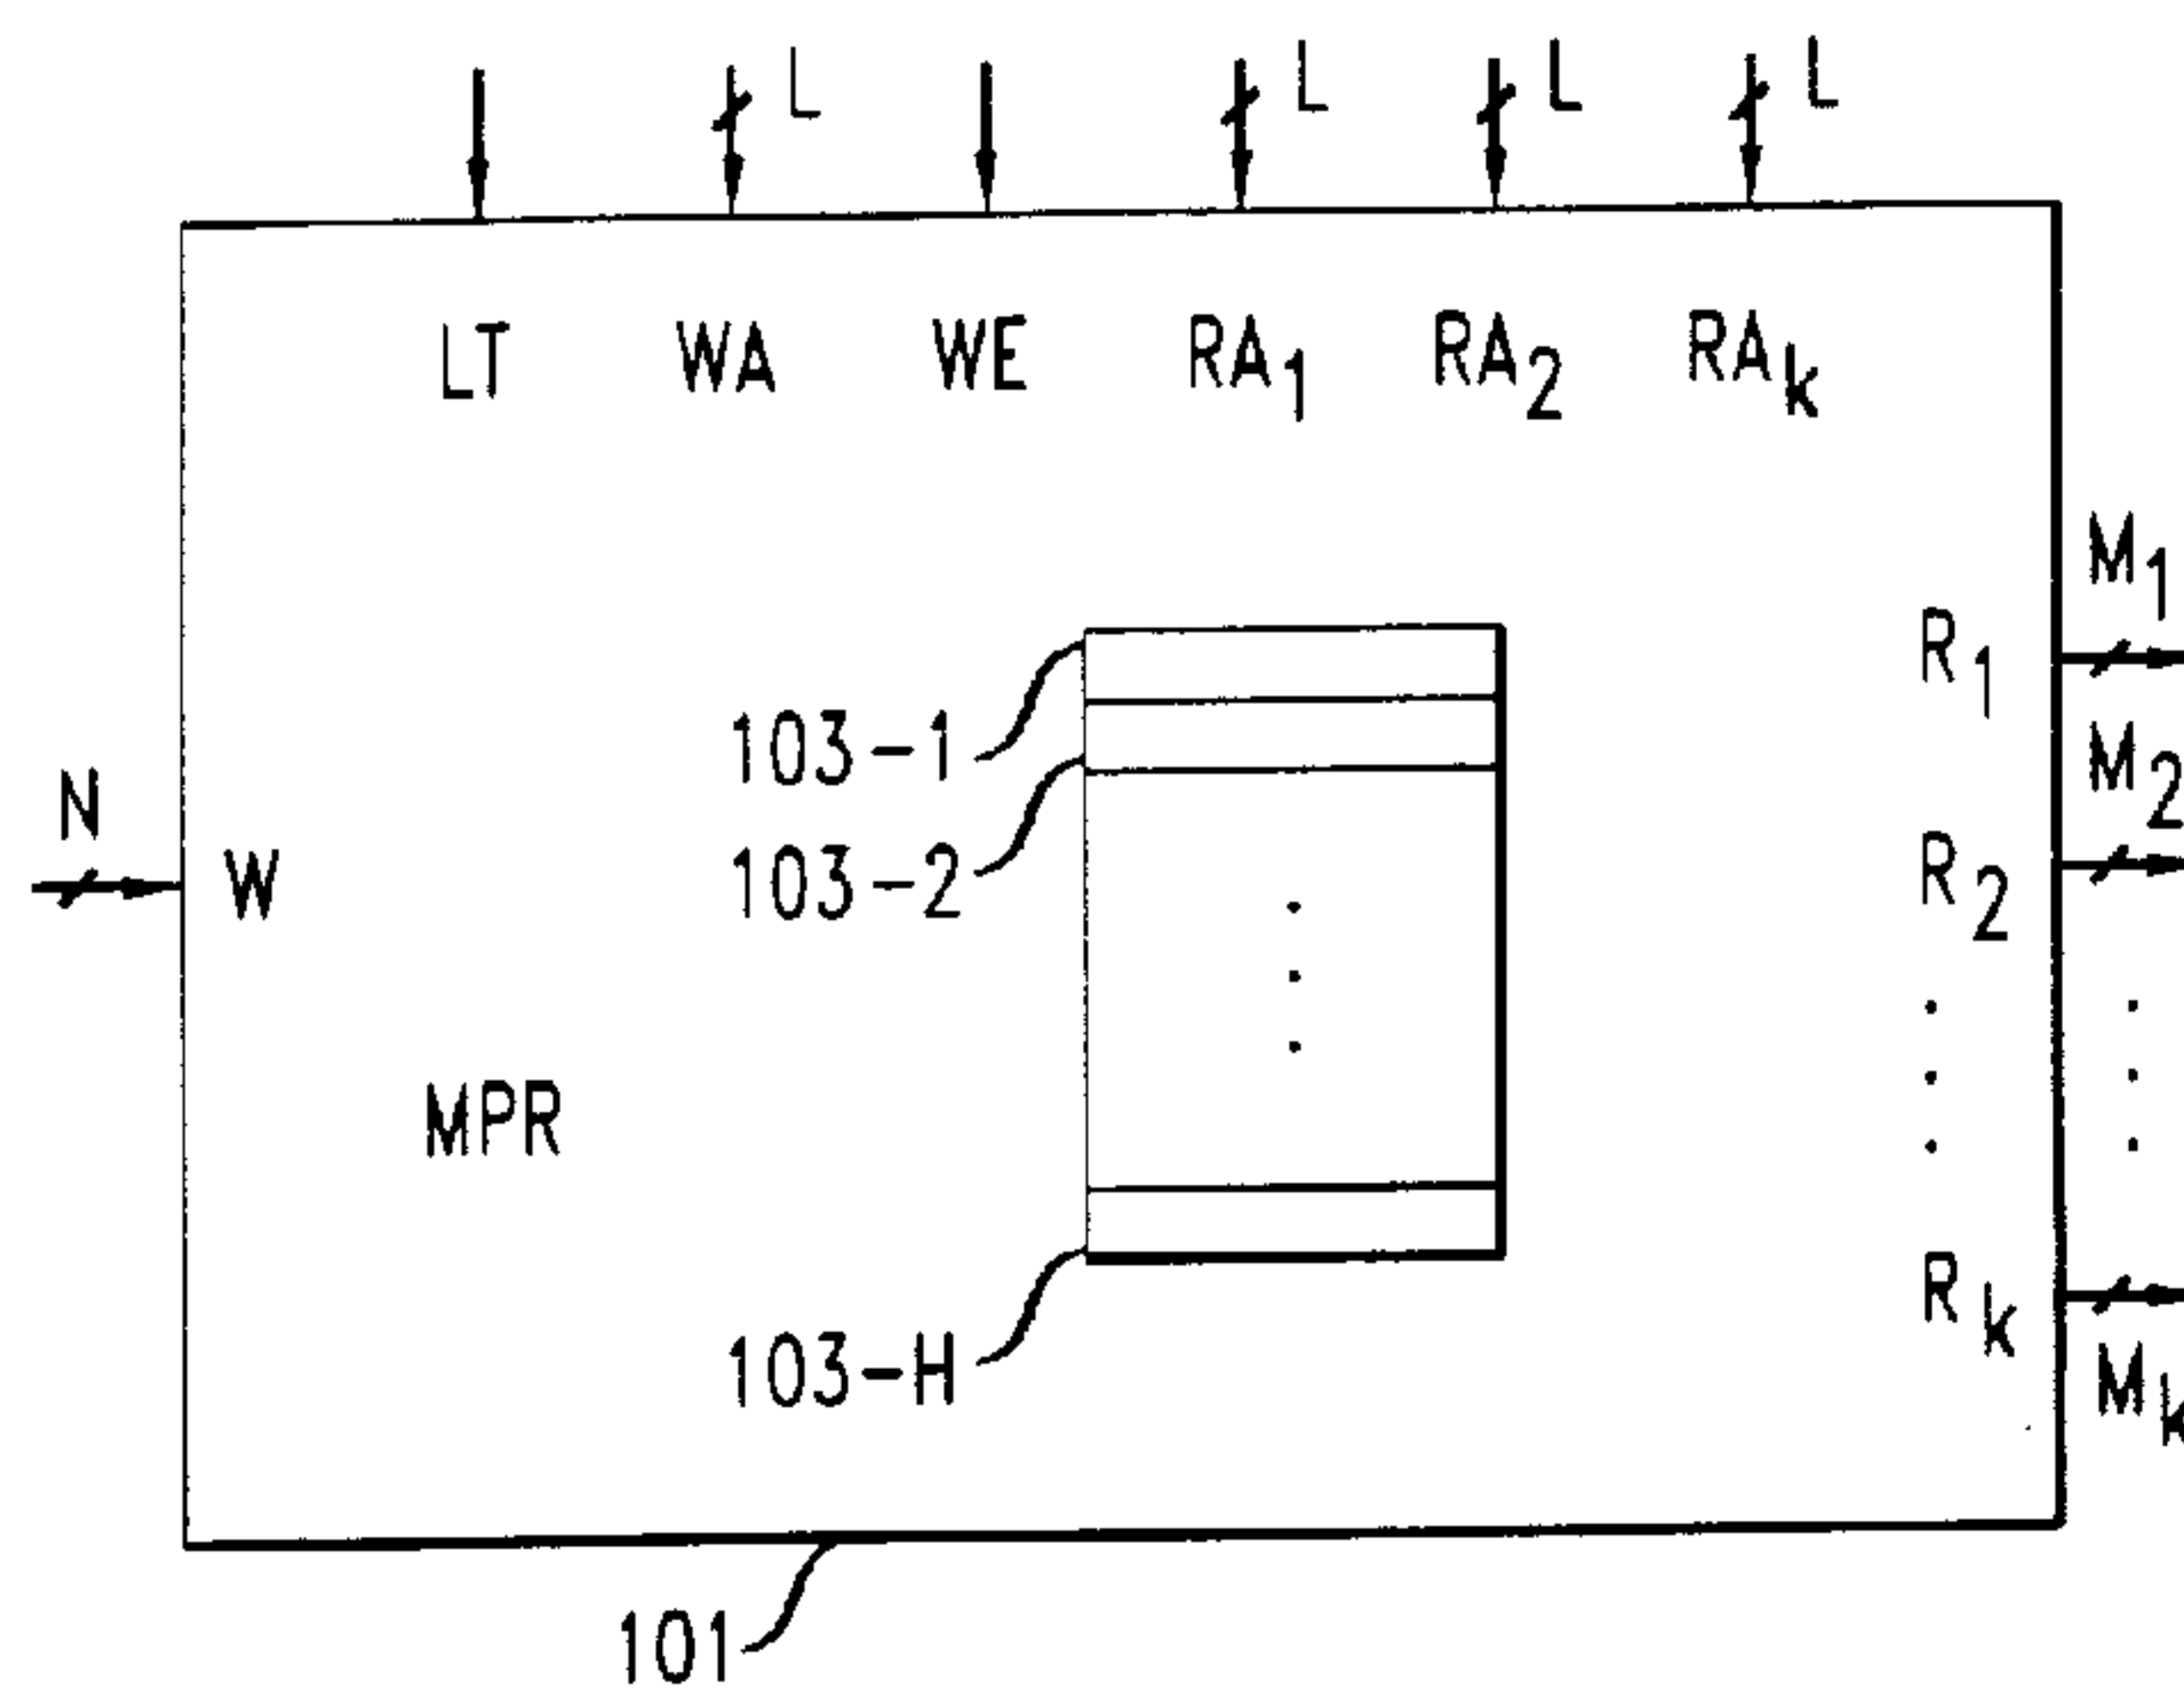 L L L L
LT WA WE RA1 RA2 RAk
M1
R1
103-1
M2
N
W
R2
103-2
MPR
Rk
Mk
103-H
101